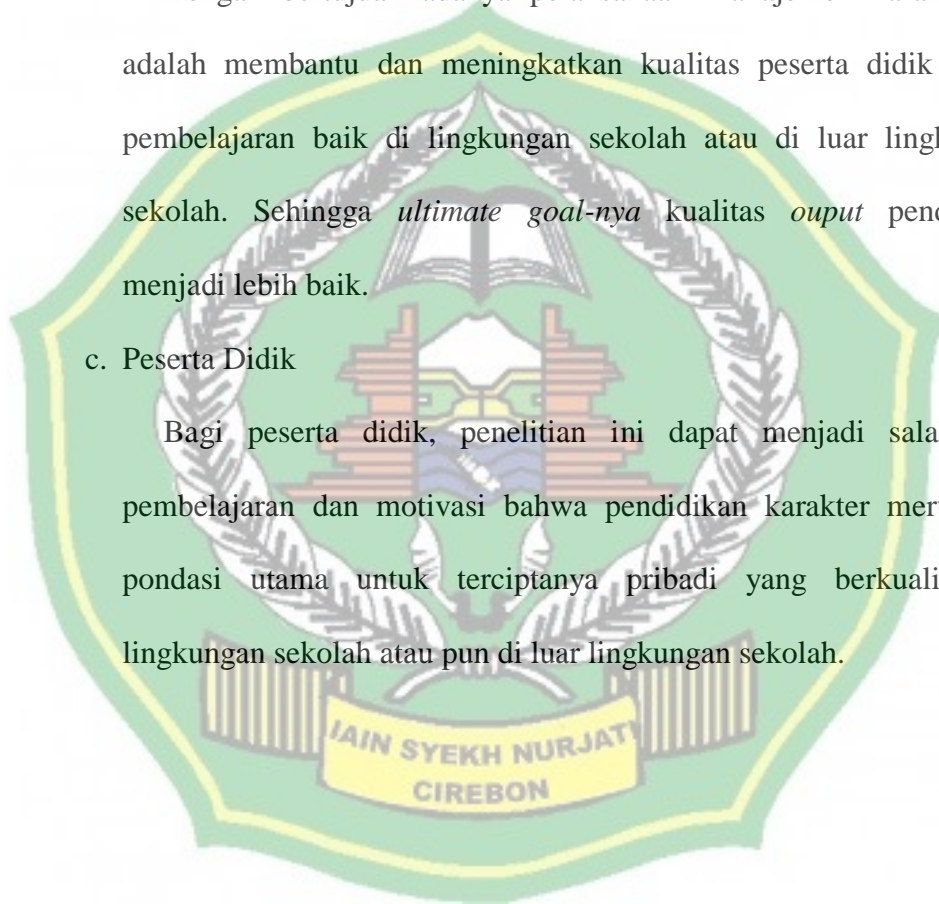 adalah membantu dan meningkatkan kualitas peserta didik
pembelajaran baik di lingkungan sekolah atau di luar
sekolah. Sehingga ultimate goal-nya kualitas ouput
menjadi lebih baik.
c. Peserta Didik
Bagi peserta didik, penelitian ini dapat menjadi
pembelajaran dan motivasi bahwa pendidikan karakter
pondasi utama untuk terciptanya pribadi yang
lingkungan sekolah atau pun di luar lingkungan sekolah.
IAIN SYEKH NURJATI
CIREBON